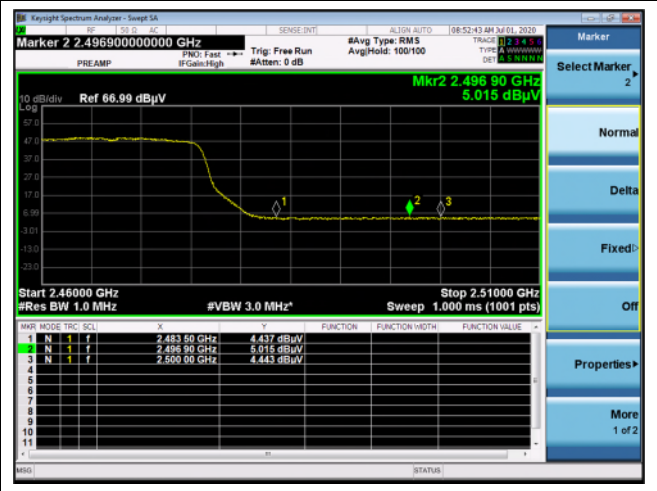 Keysight Spectrum Analyzer - Swept SA
RF 50 Ω AC SENSE:INT ALIGN AUTO 08:52:43 AM Jul 01, 2020
Marker 2 2.496900000000 GHz
PREAMP
PNO: Fast
IFGain:High
Trig: Free Run
#Atten: 0 dB
#Avg Type: RMS
Avg|Hold: 100/100
TRACE 1 2 3 4 5 6
TYPE A WWWWW
DET A S N N N N
Mkr2 2.496 90 GHz
5.015 dBµV
10 dB/div Ref 66.99 dBµV
Log
57.0
47.0
37.0
27.0
17.0
6.99
-3.01
-13.0
-23.0
1 2 3
Start 2.46000 GHz Stop 2.51000 GHz
#Res BW 1.0 MHz #VBW 3.0 MHz* Sweep 1.000 ms (1001 pts)
MKR MODE TRC SCL X Y FUNCTION FUNCTION WIDTH FUNCTION VALUE
1 N 1 f 2.483 50 GHz 4.437 dBµV
2 N 1 f 2.496 90 GHz 5.015 dBµV
3 N 1 f 2.500 00 GHz 4.443 dBµV
4
5
6
7
8
9
10
11
MSG STATUS
Marker
Select Marker
2
Normal
Delta
Fixed
Off
Properties
More
1 of 2